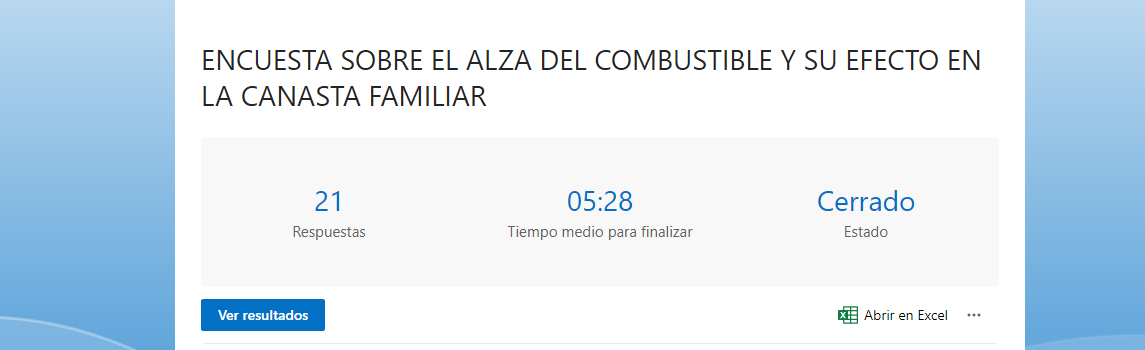 ENCUESTA SOBRE EL ALZA DEL COMBUSTIBLE Y SU EFECTO EN
LA CANASTA FAMILIAR
21
Respuestas
05:28
Tiempo medio para finalizar
Cerrado
Estado
Ver resultados
Abrir en Excel